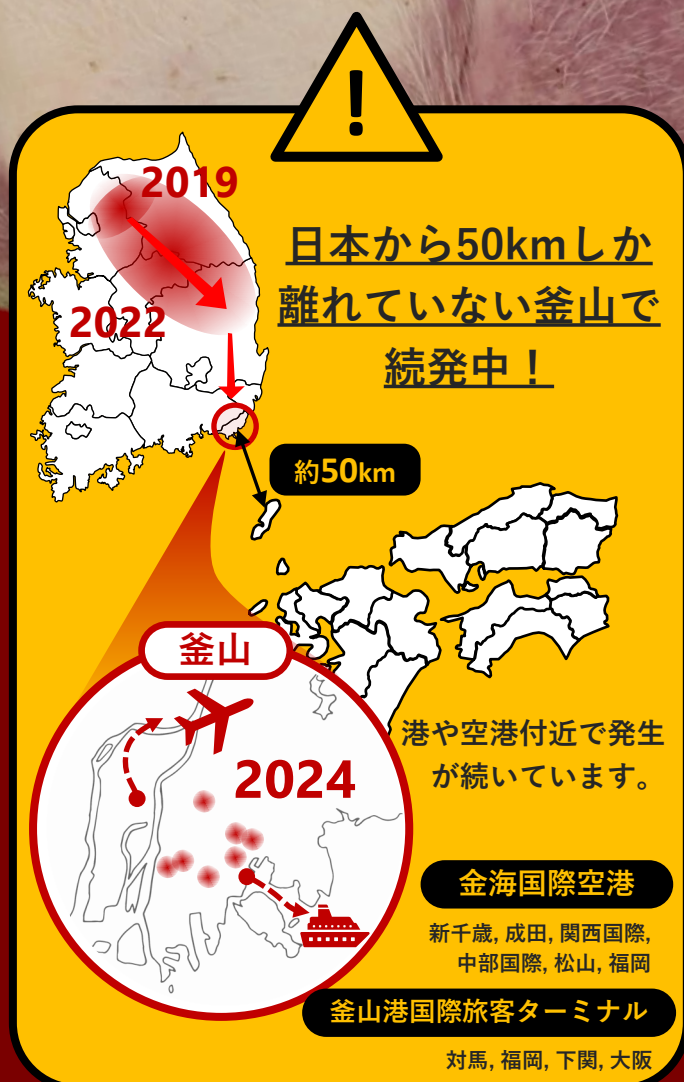 !
2019
日本から50kmしか
離れていない釜山で
続発中！
2022
約50km
釜山
2024
港や空港付近で発生
が続いています。
金海国際空港
新千歳, 成田, 関西国際,
中部国際, 松山, 福岡
釜山港国際旅客ターミナル
対馬, 福岡, 下関, 大阪